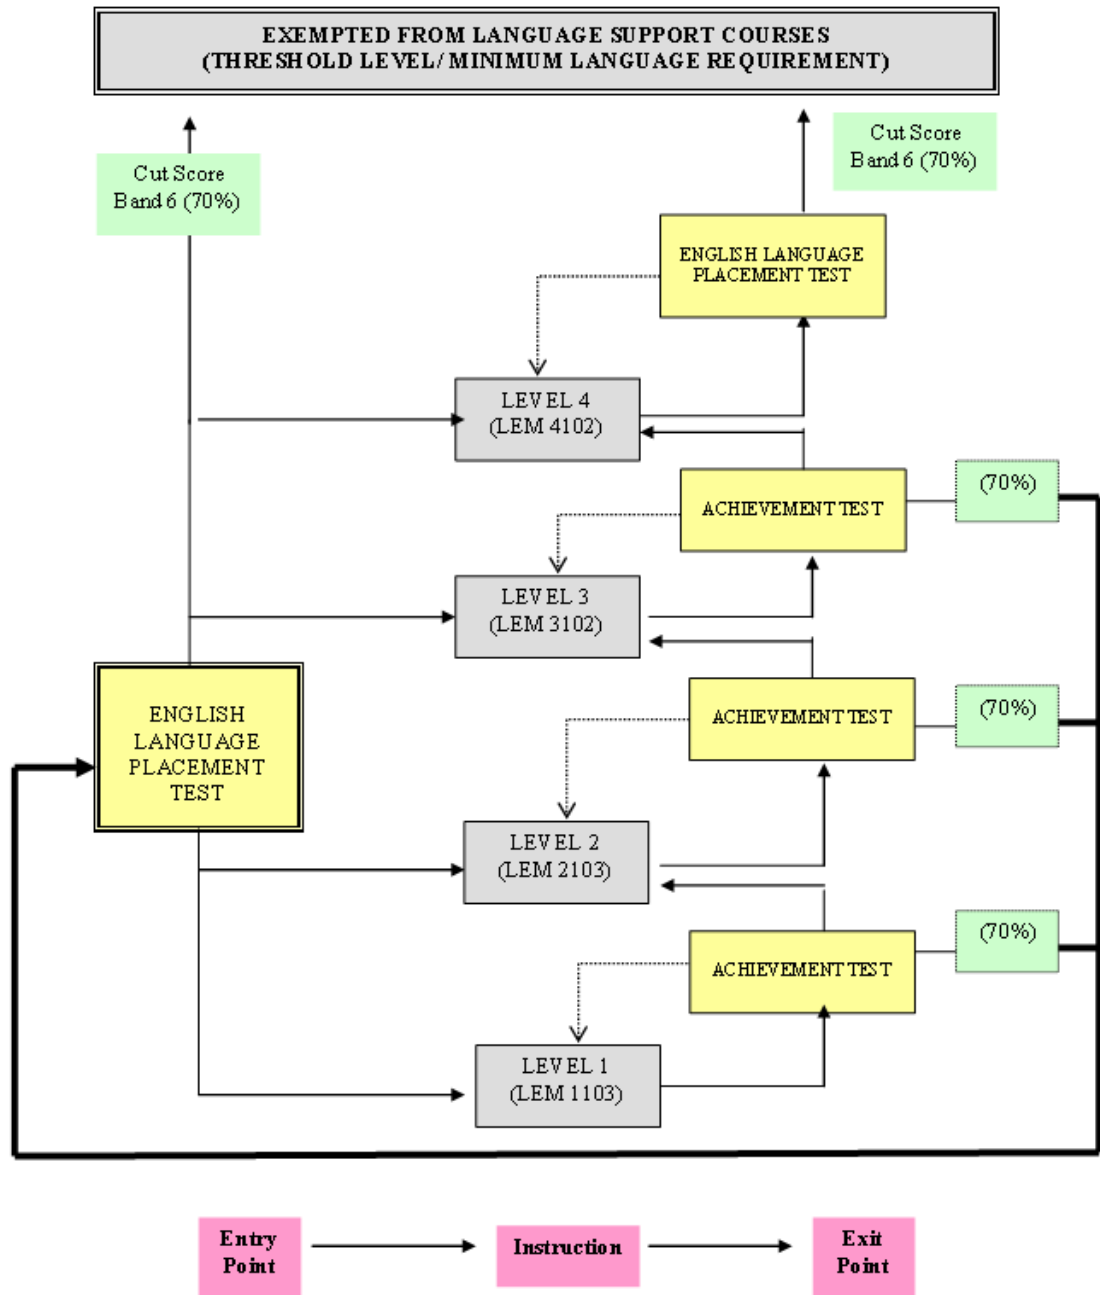 EXEMPTED FROM LANGUAGE SUPPORT COURSES
(THRESHOLD LEVEL/ MINIMUM LANGUAGE REQUIREMENT)
Cut Score
Band 6 (70%)
Cut Score
Band 6 (70%)
ENGLISH LANGUAGE
PLACEMENT TEST
LEVEL 4
(LEM 4102)
ACHIEVEMENT TEST
(70%)
LEVEL 3
(LEM 3102)
ENGLISH
LANGUAGE
PLACEMENT
TEST
ACHIEVEMENT TEST
(70%)
LEVEL 2
(LEM 2103)
ACHIEVEMENT TEST
(70%)
LEVEL 1
(LEM 1103)
Entry
Point
Instruction
Exit
Point